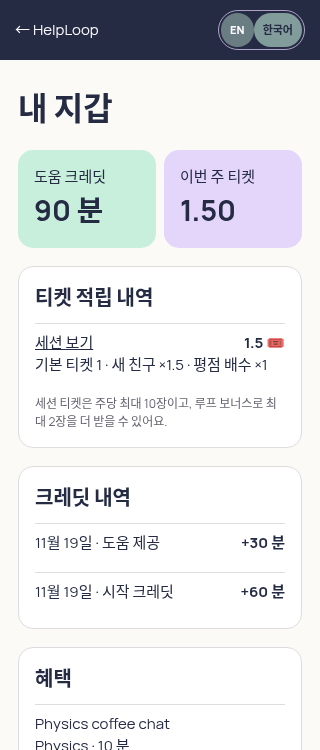 ← HelpLoop
EN 한국어
내 지갑
도움 크레딧
90 분
이번 주 티켓
1.50
티켓 적립 내역
세션 보기 1.5 🎟️
기본 티켓 1 · 새 친구 ×1.5 · 평점 배수 ×1
세션 티켓은 주당 최대 10장이고, 루프 보너스로 최
대 2장을 더 받을 수 있어요.
크레딧 내역
11월 19일 · 도움 제공 +30 분
11월 19일 · 시작 크레딧 +60 분
혜택
Physics coffee chat
Physics · 10 분